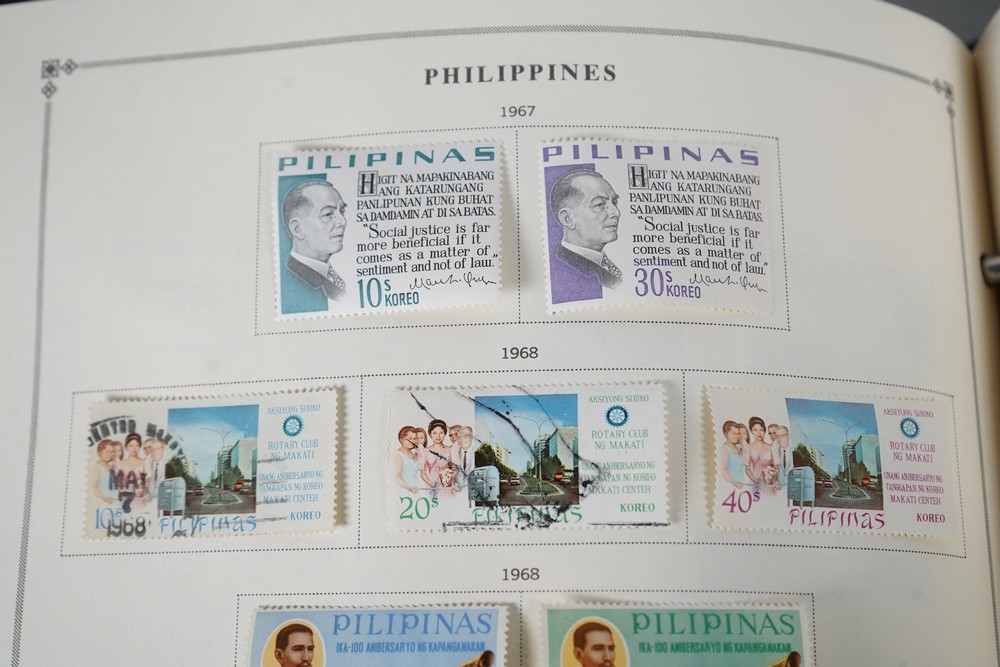 PHILIPPINES
1967
PILIPINAS
HIGIT NA MAPAKINABANG
ANG KATARUNGANG
PANLIPUNAN KUNG BUHAT
SA DAMDAMIN AT DI SA BATAS.
"Social justice is far
more beneficial if it
comes as a matter of
sentiment and not of law."
10s KOREO
PILIPINAS
HIGIT NA MAPAKINABANG
ANG KATARUNGANG
PANLIPUNAN KUNG BUHAT
SA DAMDAMIN AT DI SA BATAS.
"Social justice is far
more beneficial if it
comes as a matter of
sentiment and not of law."
30s KOREO
1968
MAY
7
1968
AKSIYONG SIBIKO
ROTARY CLUB
NG MAKATI
UNANG ANIBERSARYO NG
TANGGAPAN NG KOREO
MAKATI CENTER
10s PILIPINAS KOREO
AKSIYONG SIBIKO
ROTARY CLUB
NG MAKATI
UNANG ANIBERSARYO NG
TANGGAPAN NG KOREO
MAKATI CENTER
20s PILIPINAS KOREO
AKSIYONG SIBIKO
ROTARY CLUB
NG MAKATI
UNANG ANIBERSARYO NG
TANGGAPAN NG KOREO
MAKATI CENTER
40s PILIPINAS KOREO
1968
PILIPINAS
IKA-100 ANIBERSARYO NG KAPANGANAKAN
PILIPINAS
IKA-100 ANIBERSARYO NG KAPANGANAKAN